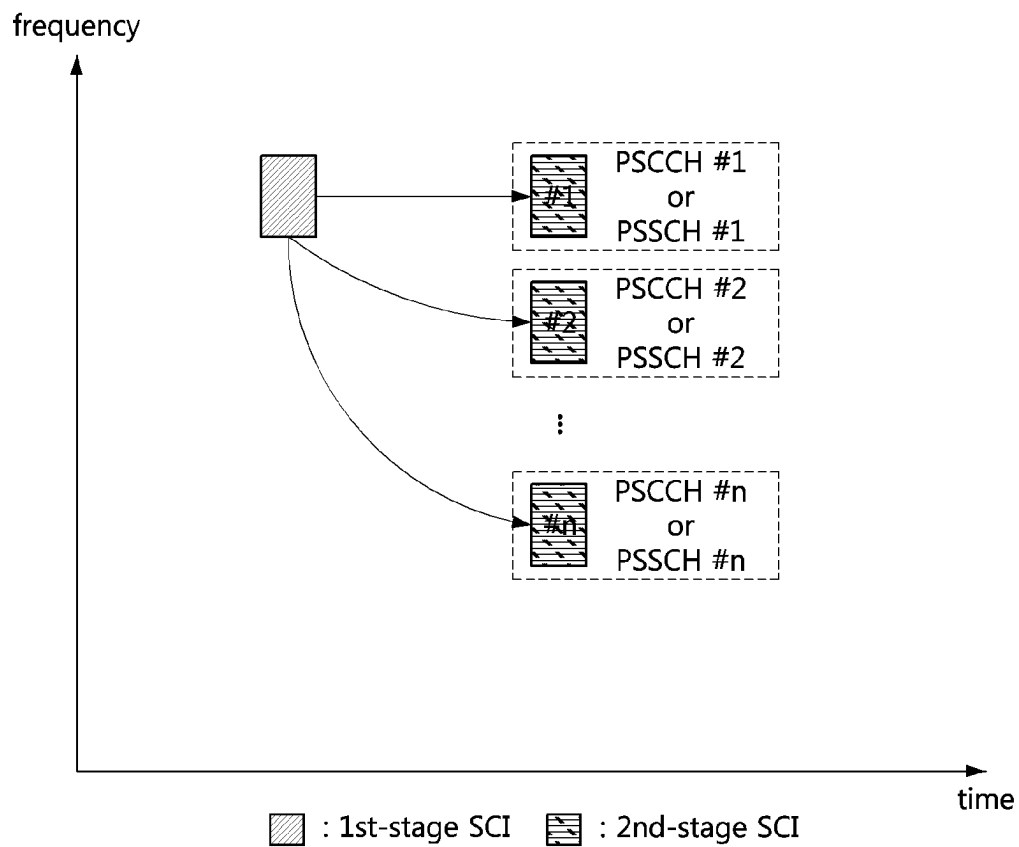 frequency
#1
PSCCH #1
or
PSSCH #1
#2
PSCCH #2
or
PSSCH #2
#n
PSCCH #n
or
PSSCH #n
time
: 1st-stage SCI
: 2nd-stage SCI